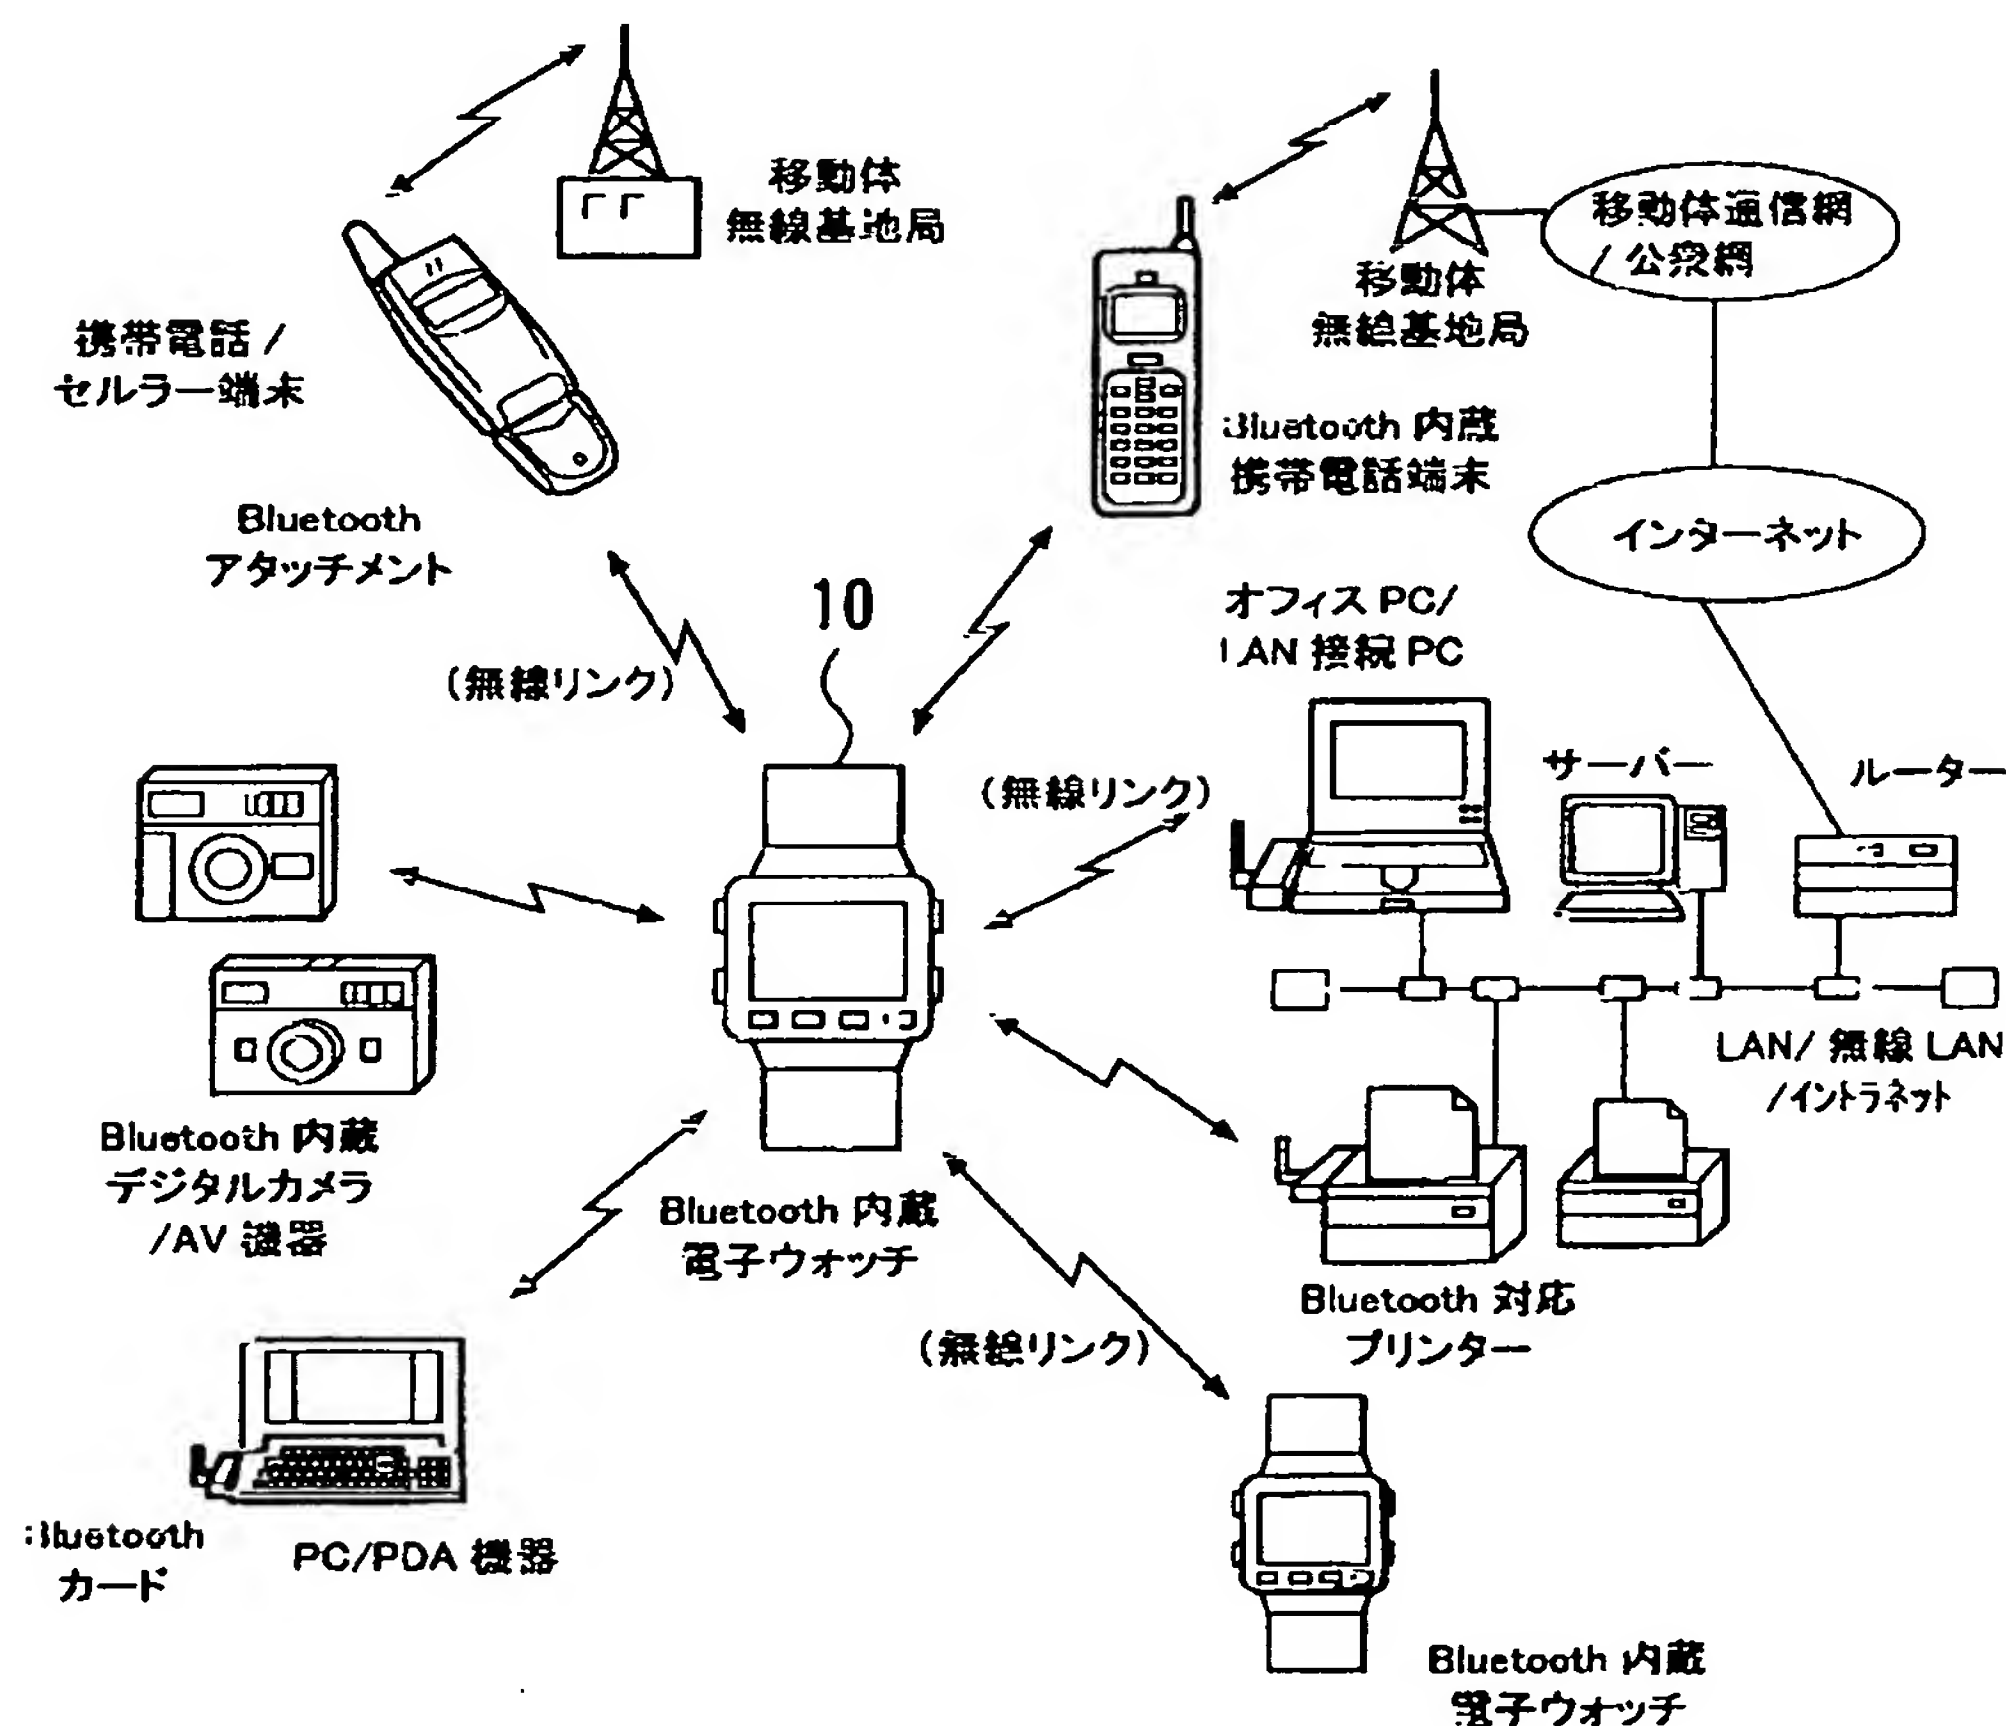 移動体
無線基地局
移動体通信網
/ 公衆網
移動体
無線基地局
携帯電話 /
セルラー端末
Bluetooth 内蔵
携帯電話端末
Bluetooth
アタッチメント
インターネット
10
オフィス PC/
LAN 接続 PC
(無線リンク)
(無線リンク)
サーバー
ルーター
LAN/ 無線 LAN
/イントラネット
Bluetooth 内蔵
デジタルカメラ
/AV 機器
Bluetooth 内蔵
電子ウォッチ
Bluetooth 対応
プリンター
(無線リンク)
Bluetooth
カード
PC/PDA 機器
Bluetooth 内蔵
電子ウォッチ